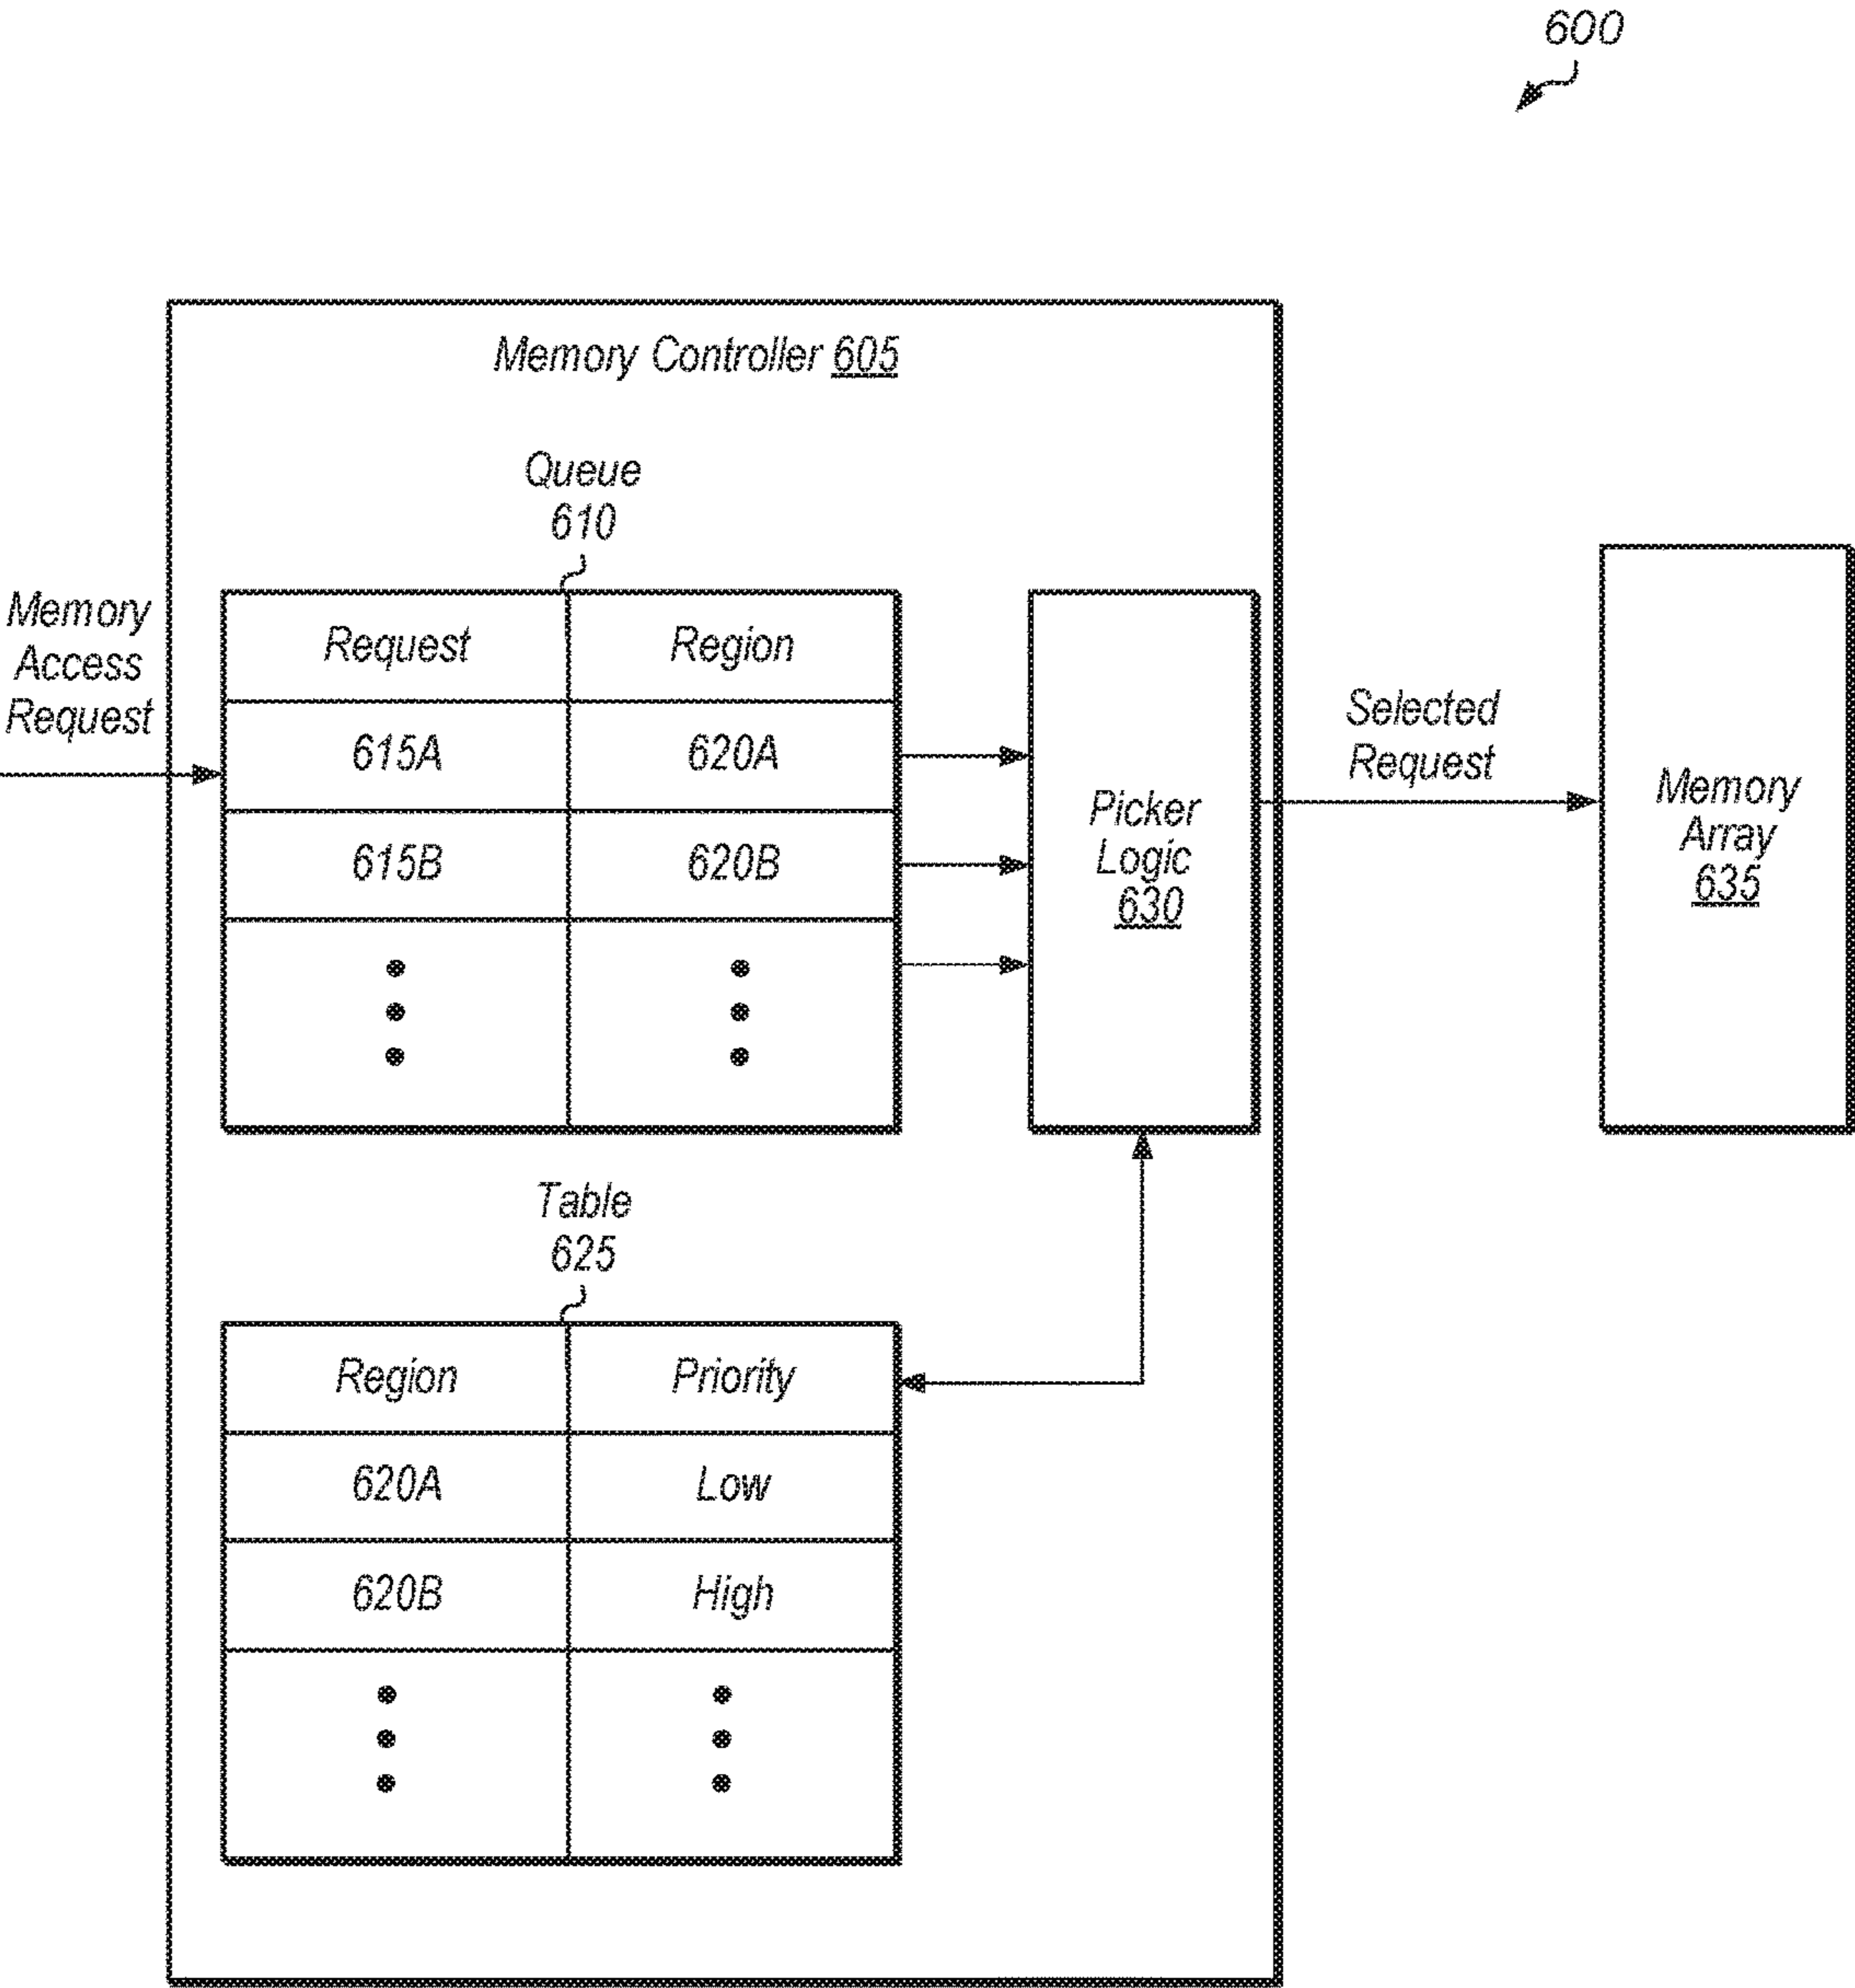 600
Memory Controller 605
Queue
610
Memory
Access
Request
Request Region
615A 620A
615B 620B
Picker
Logic
630
Selected
Request
Memory
Array
635
Table
625
Region Priority
620A Low
620B High